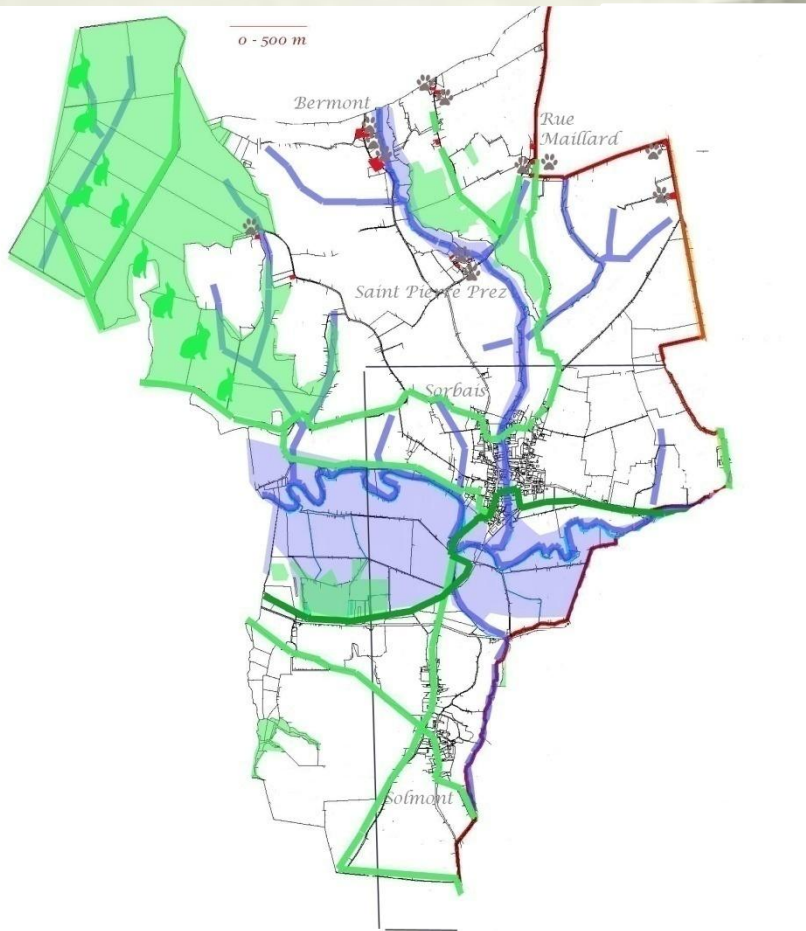 0 - 500 m
Bermont
Rue
Maillard
Saint Pierre Prez
Sorbais
Solmont